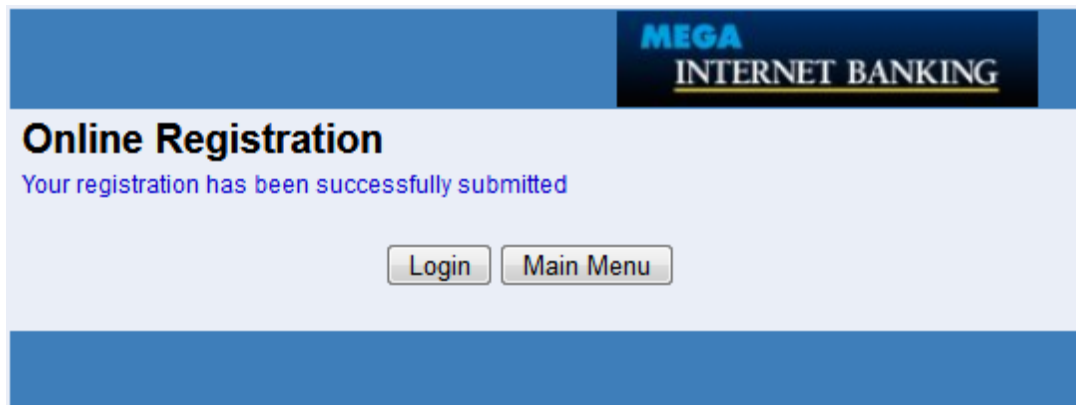 MEGA
INTERNET BANKING
Online Registration
Your registration has been successfully submitted
Login Main Menu